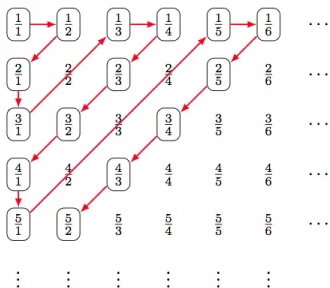 1/1 1/2 1/3 1/4 1/5 1/6 ⋯
2/1 2/2 2/3 2/4 2/5 2/6 ⋯
3/1 3/2 3/3 3/4 3/5 3/6 ⋯
4/1 4/2 4/3 4/4 4/5 4/6 ⋯
5/1 5/2 5/3 5/4 5/5 5/6 ⋯
⋮ ⋮ ⋮ ⋮ ⋮ ⋮